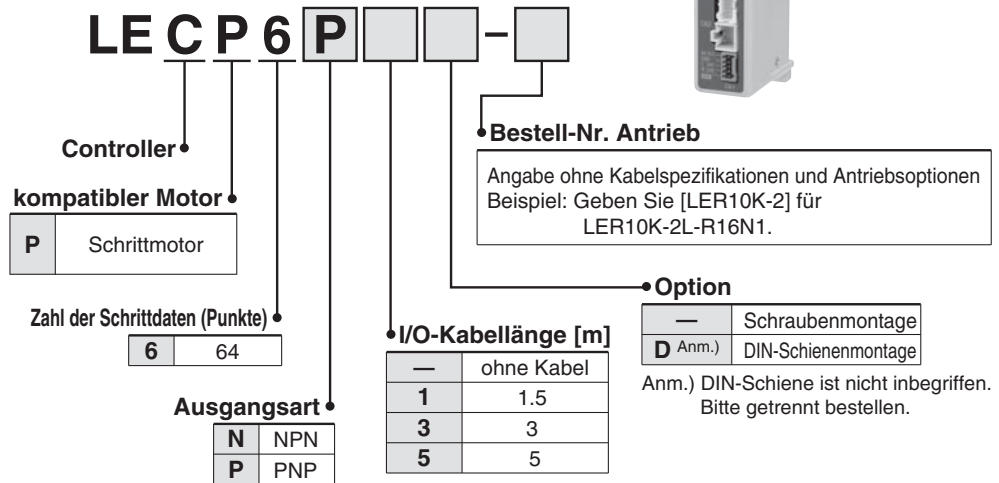 LE C P 6 P –
Controller
kompatibler Motor
P Schrittmotor
Zahl der Schrittdaten (Punkte)
6 64
Ausgangsart
N NPN
P PNP
I/O-Kabellänge [m]
— ohne Kabel
1 1.5
3 3
5 5
Bestell-Nr. Antrieb
Angabe ohne Kabelspezifikationen und Antriebsoptionen
Beispiel: Geben Sie [LER10K-2] für
LER10K-2L-R16N1.
Option
— Schraubenmontage
D Anm.) DIN-Schienenmontage
Anm.) DIN-Schiene ist nicht inbegriffen.
Bitte getrennt bestellen.